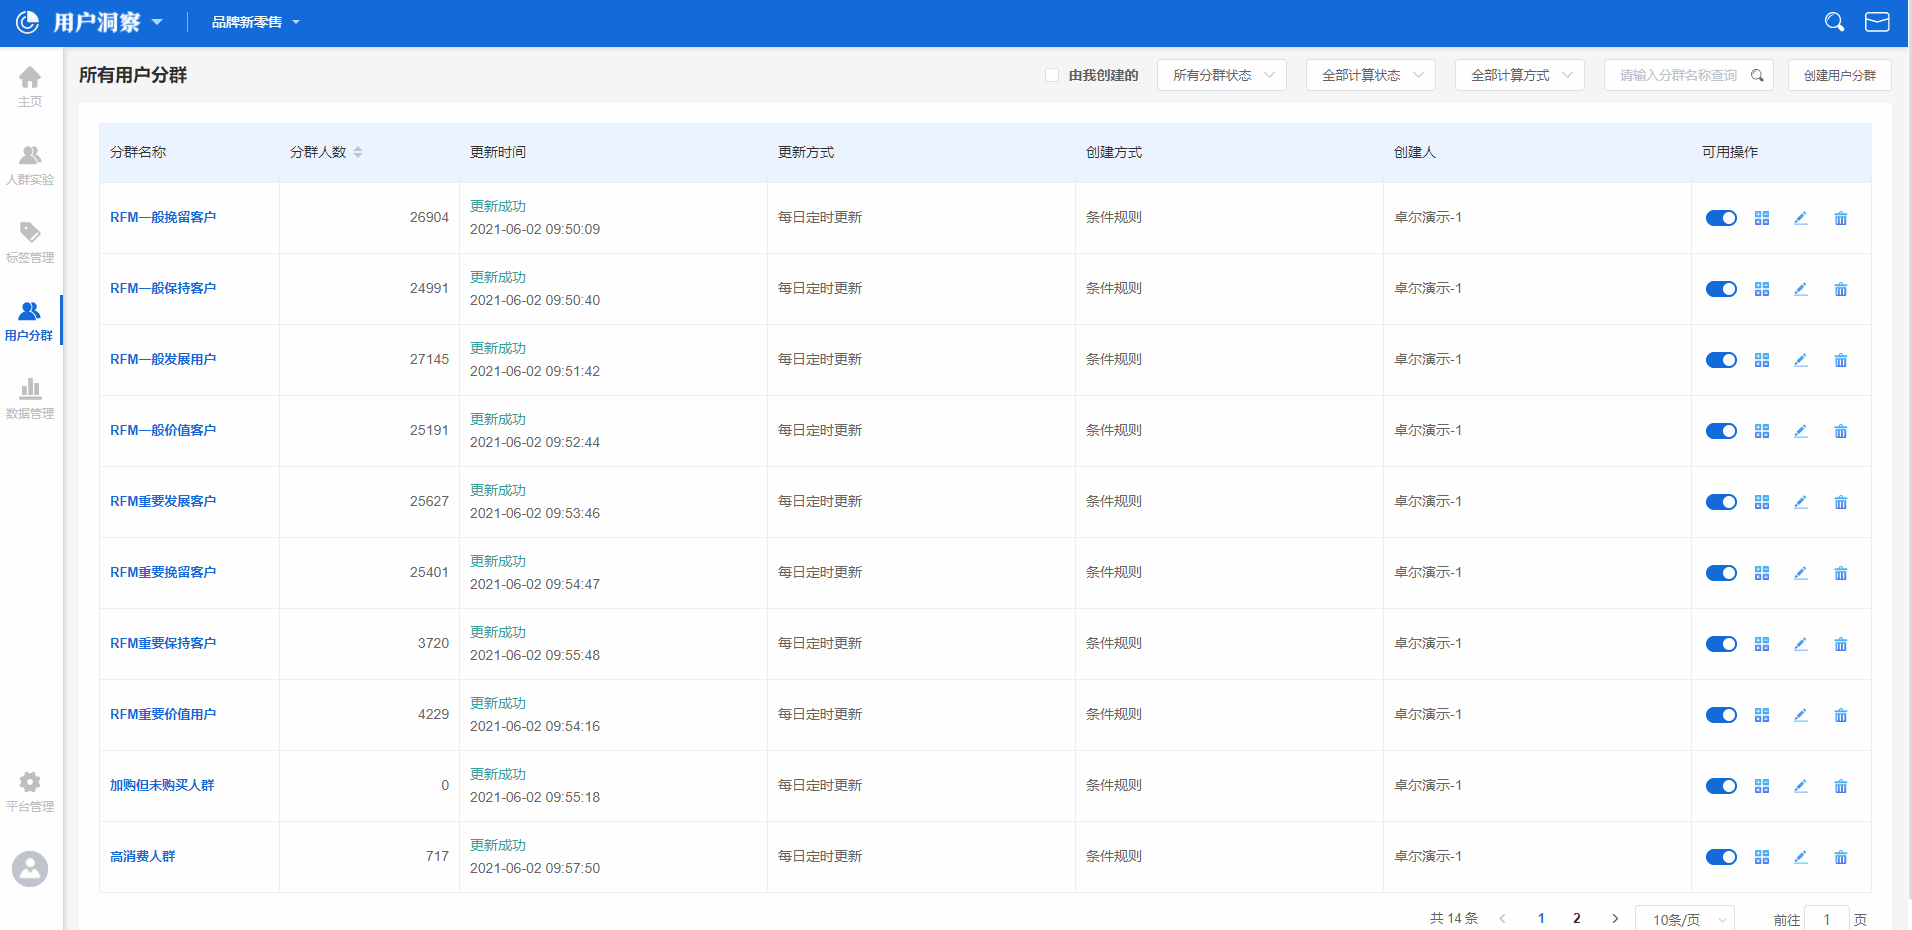 用户洞察 品牌新零售
主页
人群实验
标签管理
用户分群
数据管理
平台管理
所有用户分群 由我创建的 所有分群状态 全部计算状态 全部计算方式 请输入分群名称查询 创建用户分群
分群名称 分群人数 更新时间 更新方式 创建方式 创建人 可用操作
RFM一般挽留客户 26904 更新成功 每日定时更新 条件规则 卓尔演示-1
2021-06-02 09:50:09
RFM一般保持客户 24991 更新成功 每日定时更新 条件规则 卓尔演示-1
2021-06-02 09:50:40
RFM一般发展用户 27145 更新成功 每日定时更新 条件规则 卓尔演示-1
2021-06-02 09:51:42
RFM一般价值客户 25191 更新成功 每日定时更新 条件规则 卓尔演示-1
2021-06-02 09:52:44
RFM重要发展客户 25627 更新成功 每日定时更新 条件规则 卓尔演示-1
2021-06-02 09:53:46
RFM重要挽留客户 25401 更新成功 每日定时更新 条件规则 卓尔演示-1
2021-06-02 09:54:47
RFM重要保持客户 3720 更新成功 每日定时更新 条件规则 卓尔演示-1
2021-06-02 09:55:48
RFM重要价值用户 4229 更新成功 每日定时更新 条件规则 卓尔演示-1
2021-06-02 09:54:16
加购但未购买人群 0 更新成功 每日定时更新 条件规则 卓尔演示-1
2021-06-02 09:55:18
高消费人群 717 更新成功 每日定时更新 条件规则 卓尔演示-1
2021-06-02 09:57:50
共 14 条 1 2 10条/页 前往 1 页